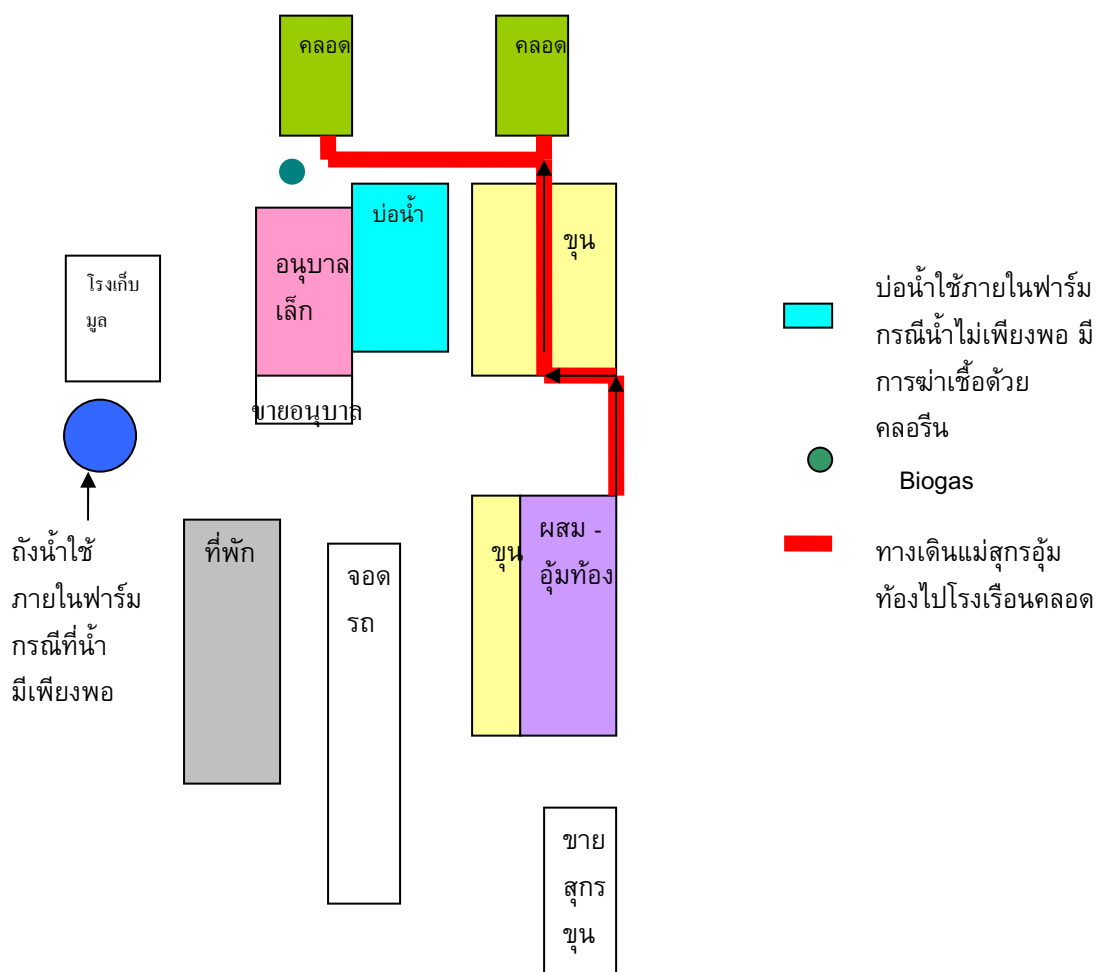 คลอด
คลอด
บ่อน้ำ
ขุน
อนุบาล
เล็ก
โรงเก็บ
มูล
ขายอนุบาล
บ่อน้ำใช้ภายในฟาร์ม
กรณีน้ำไม่เพียงพอ มี
การฆ่าเชื้อด้วย
คลอรีน
Biogas
ทางเดินแม่สุกรอุ้ม
ท้องไปโรงเรือนคลอด
ถังน้ำใช้
ภายในฟาร์ม
กรณีที่น้ำ
มีเพียงพอ
ที่พัก
จอด
รถ
ขุน
ผสม -
อุ้มท้อง
ขาย
สุกร
ขุน